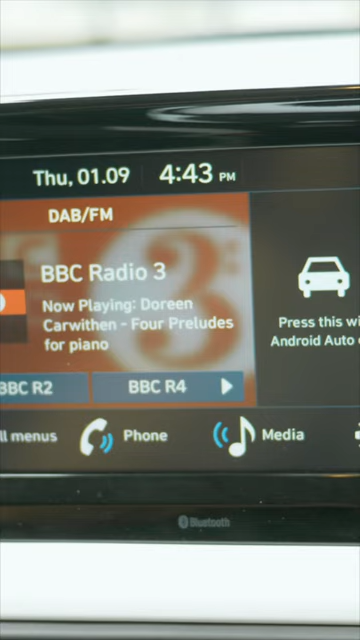 Thu, 01.09 4:43 PM
DAB/FM
3
BBC Radio 3
Now Playing: Doreen
Carwithen - Four Preludes
for piano
Press this wi
Android Auto
BBC R2 BBC R4
ll menus Phone Media
Bluetooth